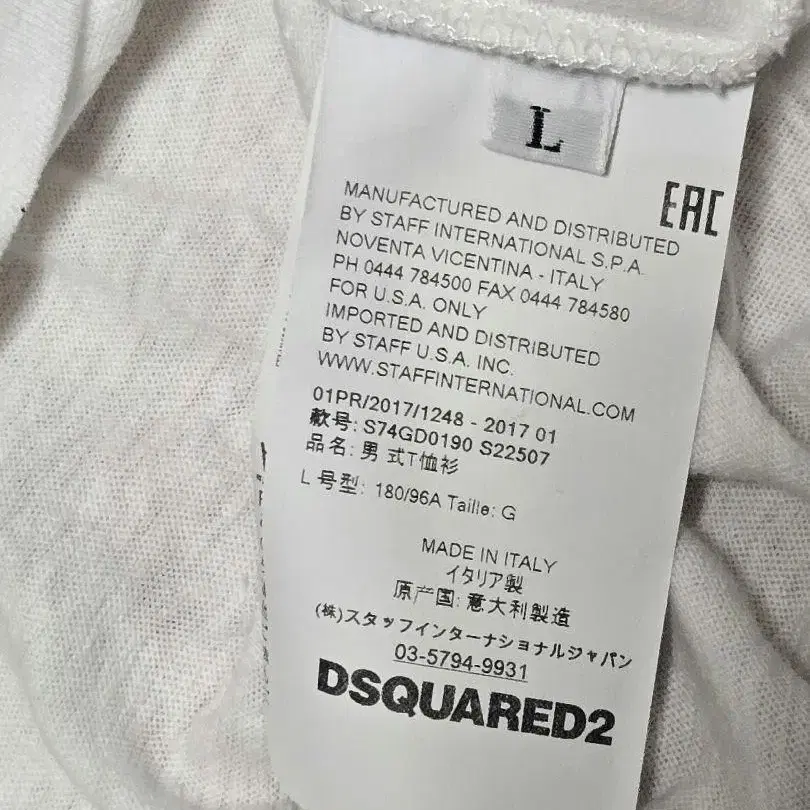 L
EAC
MANUFACTURED AND DISTRIBUTED
BY STAFF INTERNATIONAL S.P.A.
NOVENTA VICENTINA - ITALY
PH 0444 784500 FAX 0444 784580
FOR U.S.A. ONLY
IMPORTED AND DISTRIBUTED
BY STAFF U.S.A. INC.
WWW.STAFFINTERNATIONAL.COM
01PR/2017/1248 - 2017 01
款号: S74GD0190 S22507
品名: 男 式T恤衫
L 号型: 180/96A Taille: G
MADE IN ITALY
イタリア製
原产国: 意大利製造
(株)スタッフインターナショナルジャパン
03-5794-9931
DSQUARED2